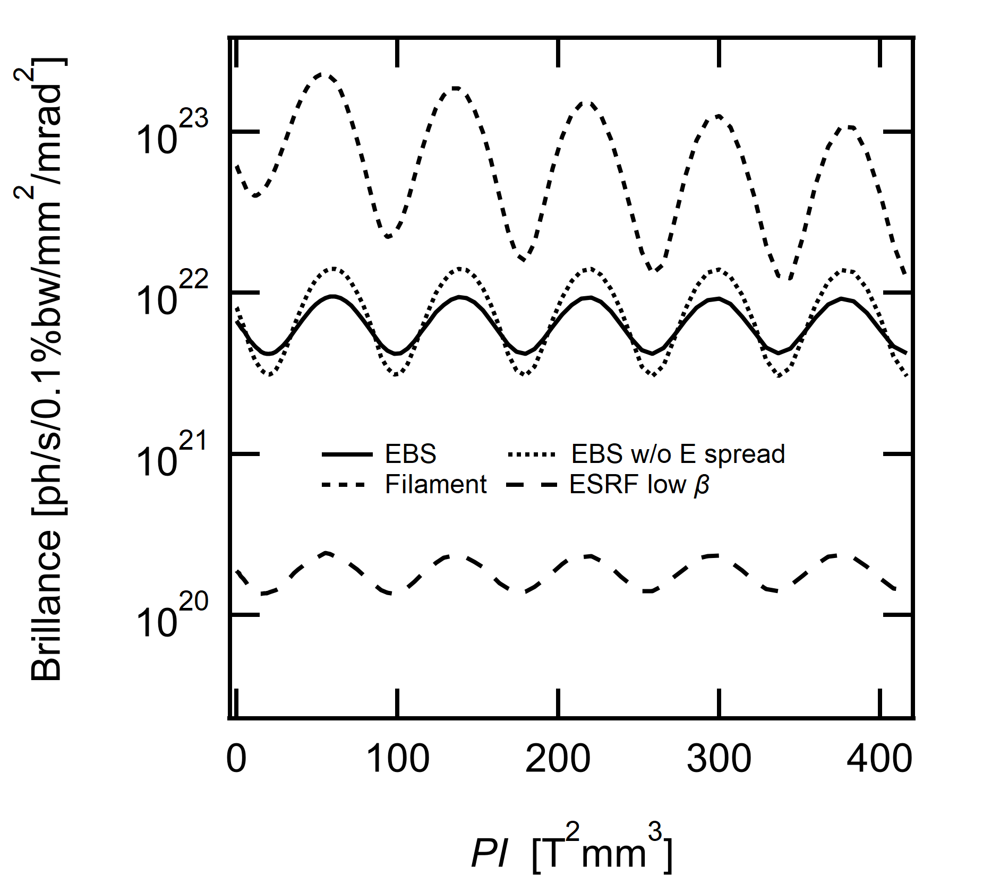 Brillance [ph/s/0.1%bw/mm²/mrad²]
10²³
10²²
10²¹
10²⁰
EBS
EBS w/o E spread
Filament
ESRF low β
0 100 200 300 400
PI [T²mm³]